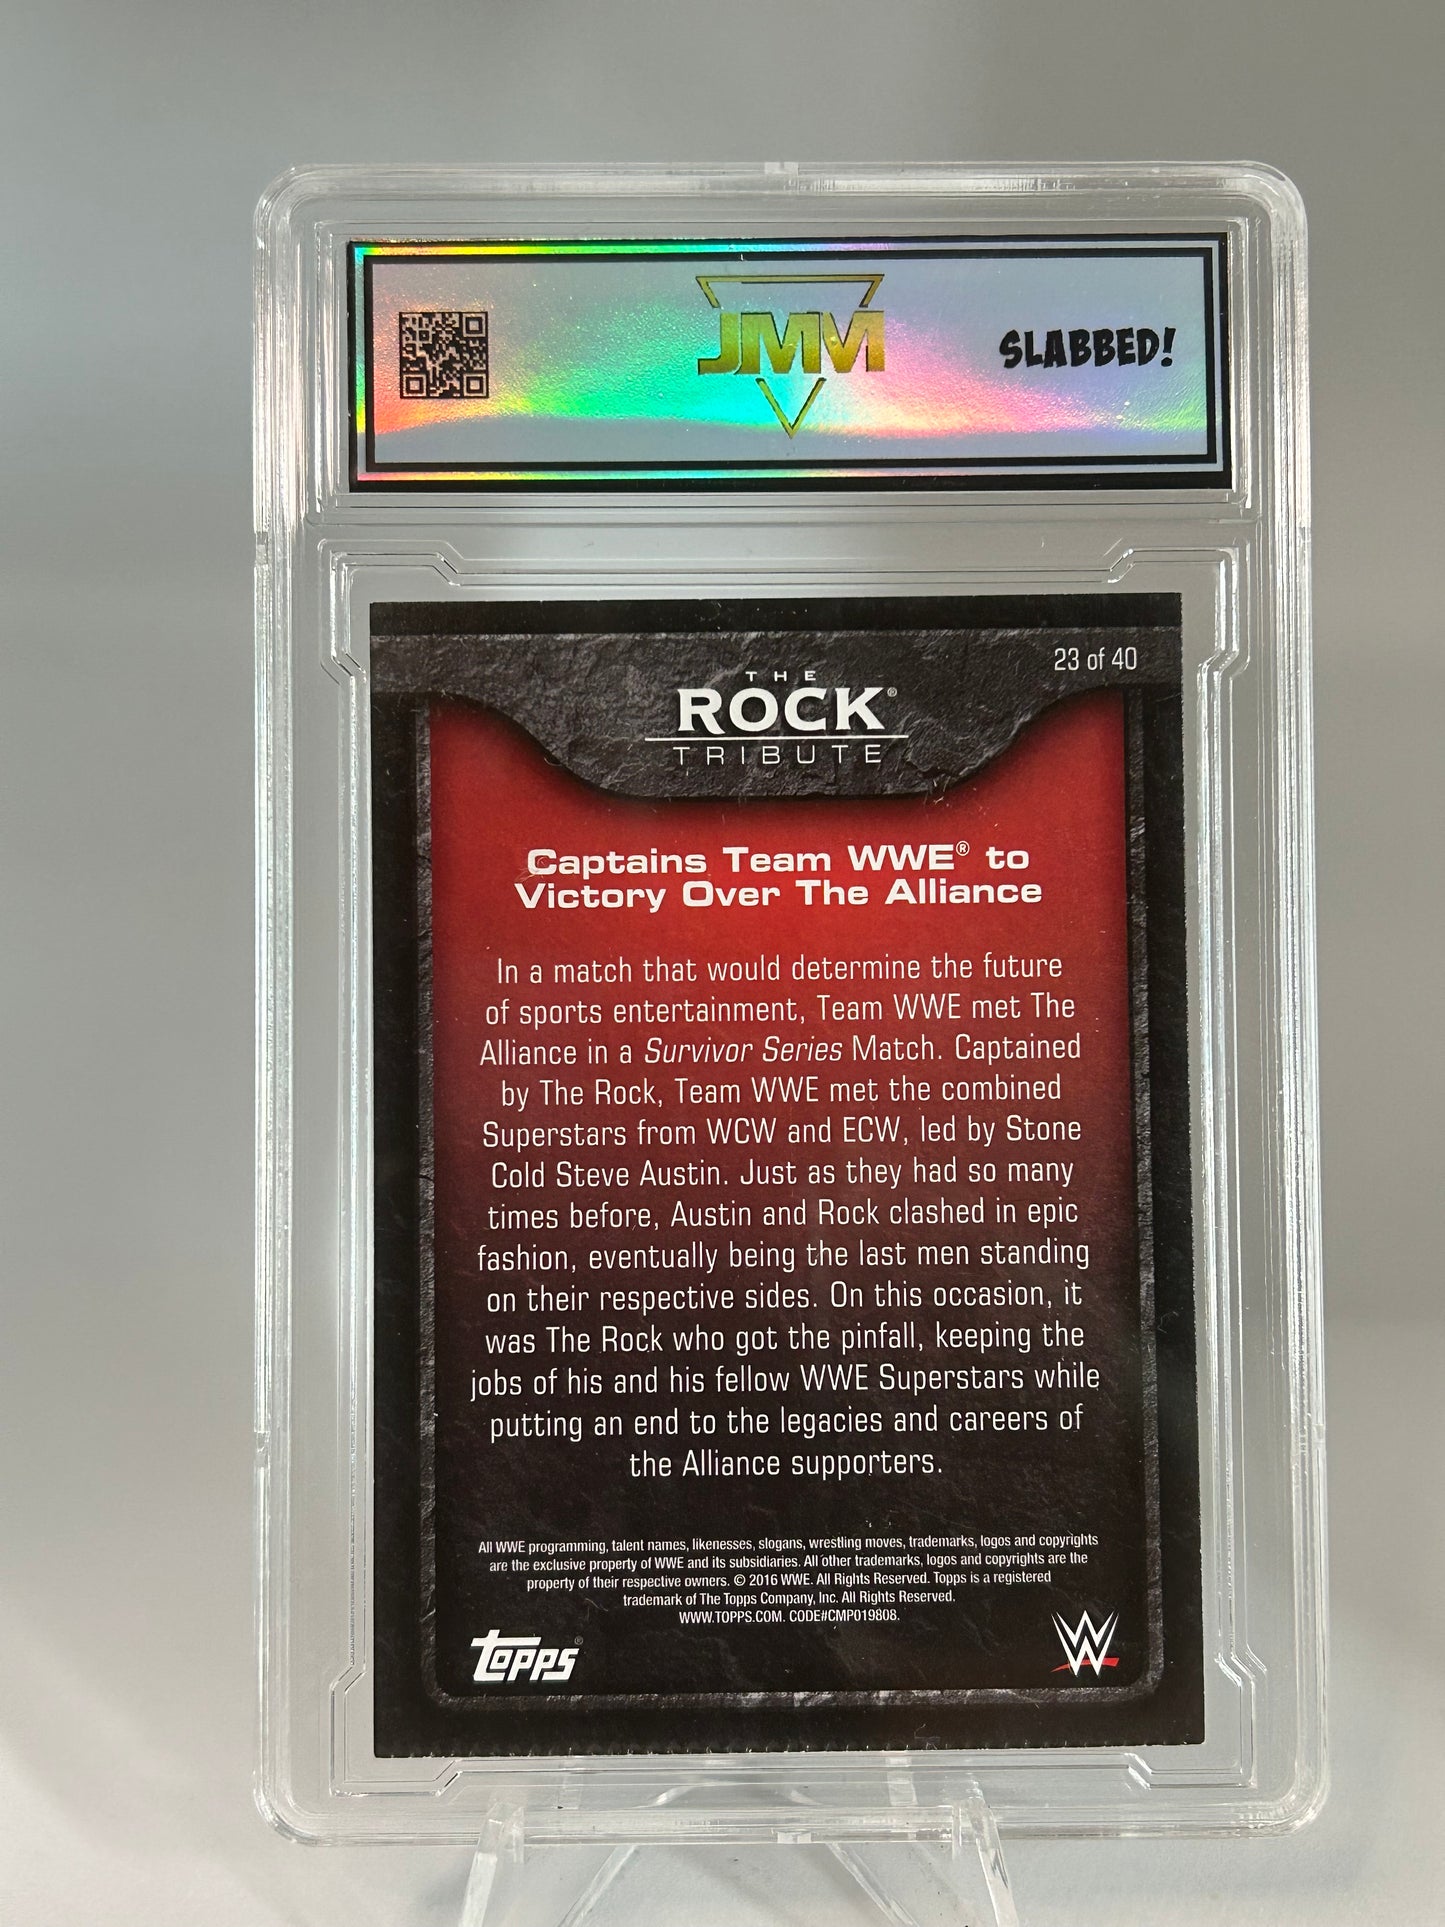 JMM
SLABBED!
23 of 40
THE
ROCK®
TRIBUTE
Captains Team WWE® to
Victory Over The Alliance
In a match that would determine the future
of sports entertainment, Team WWE met The
Alliance in a Survivor Series Match. Captained
by The Rock, Team WWE met the combined
Superstars from WCW and ECW, led by Stone
Cold Steve Austin. Just as they had so many
times before, Austin and Rock clashed in epic
fashion, eventually being the last men standing
on their respective sides. On this occasion, it
was The Rock who got the pinfall, keeping the
jobs of his and his fellow WWE Superstars while
putting an end to the legacies and careers of
the Alliance supporters.
All WWE programming, talent names, likenesses, slogans, wrestling moves, trademarks, logos and copyrights
are the exclusive property of WWE and its subsidiaries. All other trademarks, logos and copyrights are the
property of their respective owners. © 2016 WWE. All Rights Reserved. Topps is a registered
trademark of The Topps Company, Inc. All Rights Reserved.
WWW.TOPPS.COM. CODE#CMP019808.
Topps®
W